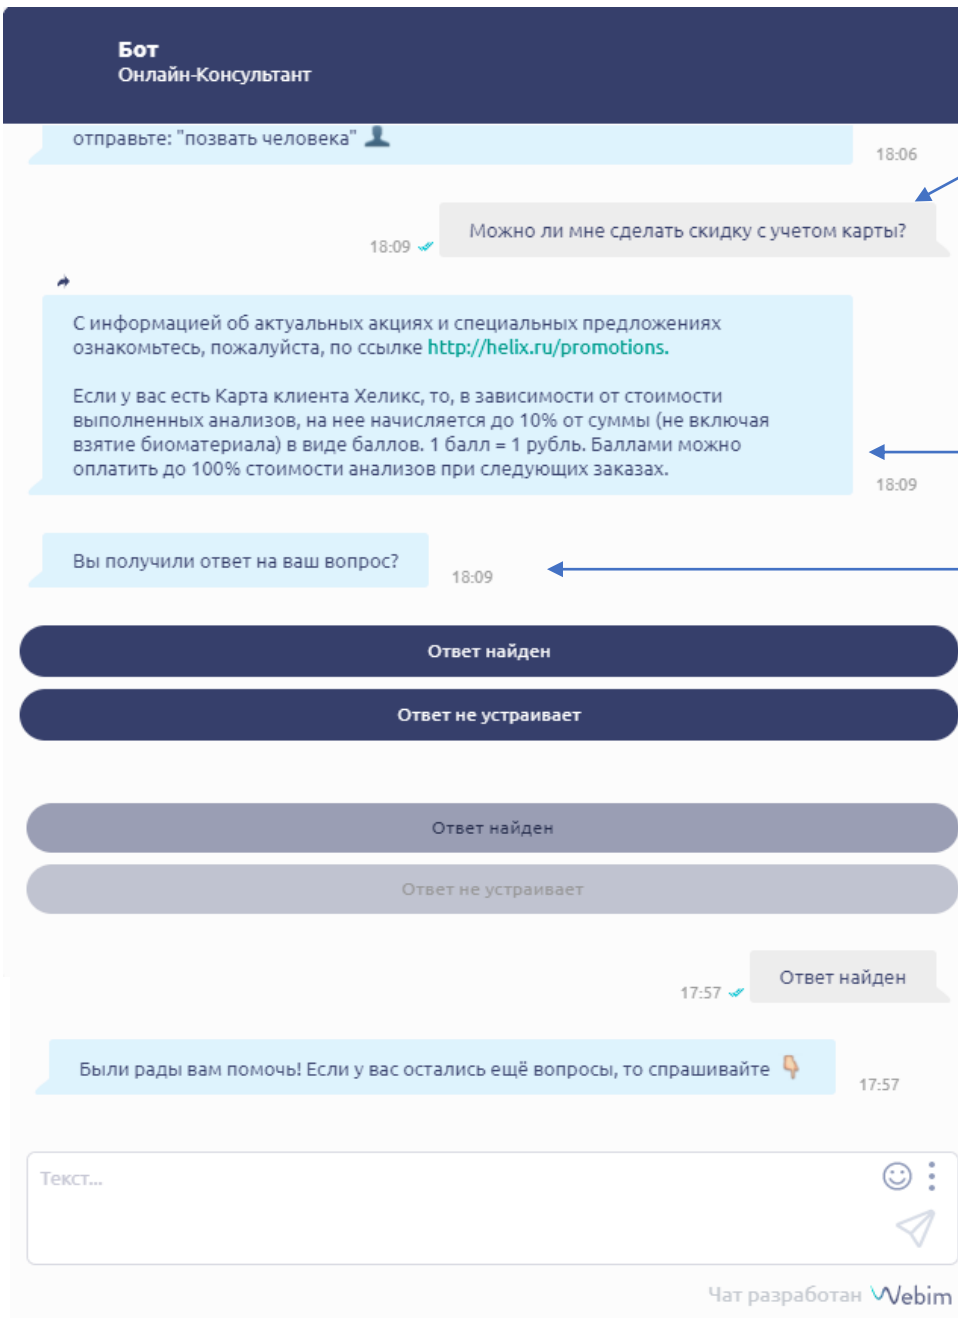 Бот
Онлайн-Консультант
отправьте: "позвать человека"
18:06
Можно ли мне сделать скидку с учетом карты?
18:09
С информацией об актуальных акциях и специальных предложениях
ознакомьтесь, пожалуйста, по ссылке http://helix.ru/promotions.
Если у вас есть Карта клиента Хеликс, то, в зависимости от стоимости
выполненных анализов, на нее начисляется до 10% от суммы (не включая
взятие биоматериала) в виде баллов. 1 балл = 1 рубль. Баллами можно
оплатить до 100% стоимости анализов при следующих заказах.
18:09
Вы получили ответ на ваш вопрос?
18:09
Ответ найден
Ответ не устраивает
Ответ найден
Ответ не устраивает
Ответ найден
17:57
Были рады вам помочь! Если у вас остались ещё вопросы, то спрашивайте
17:57
Текст...
Чат разработан Webim